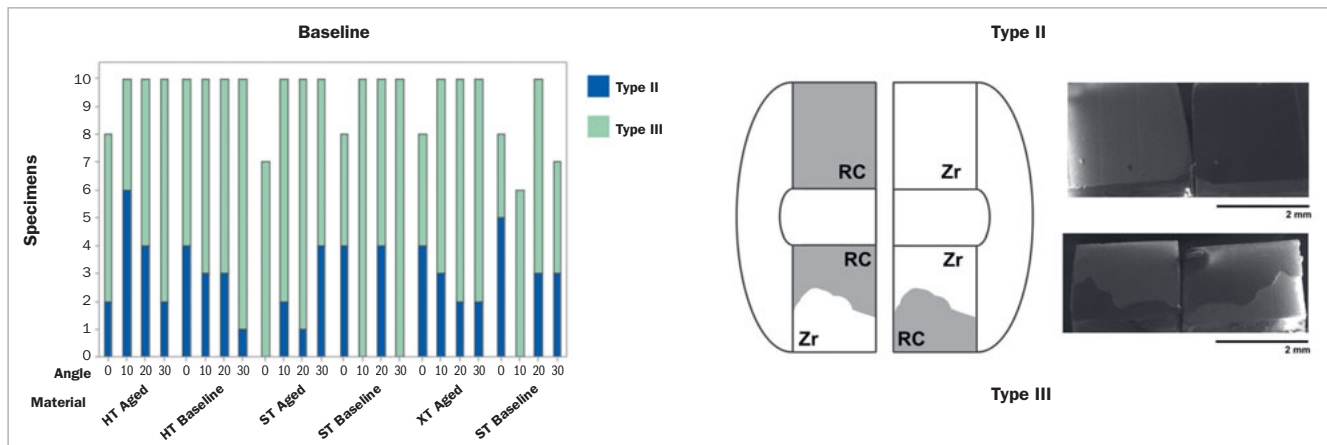 Baseline
Specimens
10
9
8
7
6
5
4
3
2
1
0
Type II
Type III
Angle 0 10 20 30 0 10 20 30 0 10 20 30 0 10 20 30 0 10 20 30 0 10 20 30
Material HT Aged HT Baseline ST Aged ST Baseline XT Aged ST Baseline
Type II
RC Zr
RC Zr
Zr RC
2 mm
2 mm
Type III